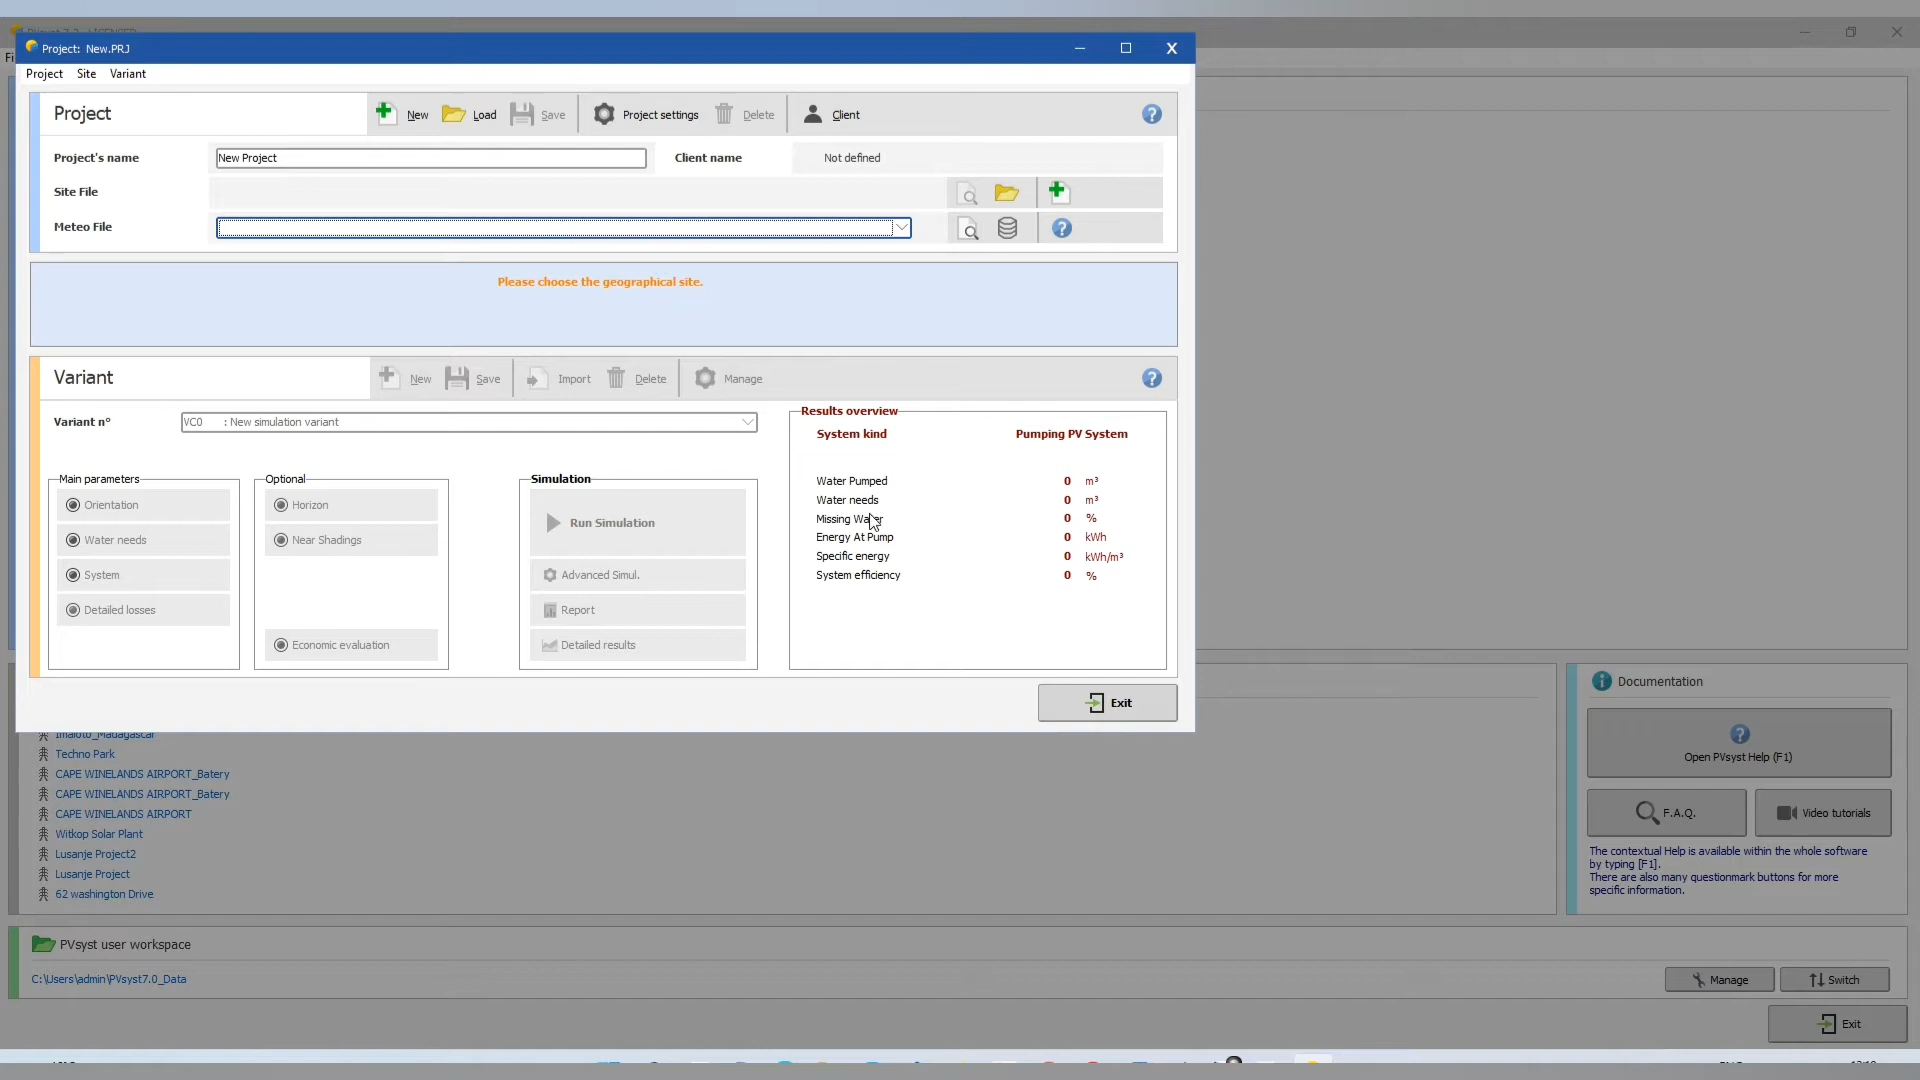 Project: New.PRJ
Project Site Variant
Project
New Load Save Project settings Delete Client
Project's name New Project Client name Not defined
Site File
Meteo File
Please choose the geographical site.
Variant
New Save Import Delete Manage
Variant n° VC0 : New simulation variant
Results overview
System kind Pumping PV System
Main parameters
Orientation
Water needs
System
Detailed losses
Optional
Horizon
Near Shadings
Economic evaluation
Simulation
Run Simulation
Advanced Simul.
Report
Detailed results
Water Pumped 0 m³
Water needs 0 m³
Missing Water 0 %
Energy At Pump 0 kWh
Specific energy 0 kWh/m³
System efficiency 0 %
Exit
Imaloto_Madagascar
Techno Park
CAPE WINELANDS AIRPORT_Batery
CAPE WINELANDS AIRPORT_Batery
CAPE WINELANDS AIRPORT
Witkop Solar Plant
Lusanje Project2
Lusanje Project
62 washington Drive
Documentation
Open PVsyst Help (F1)
F.A.Q. Video tutorials
The contextual Help is available within the whole software
by typing [F1].
There are also many questionmark buttons for more
specific information.
PVsyst user workspace
C:\Users\admin\PVsyst7.0_Data
Manage Switch
Exit